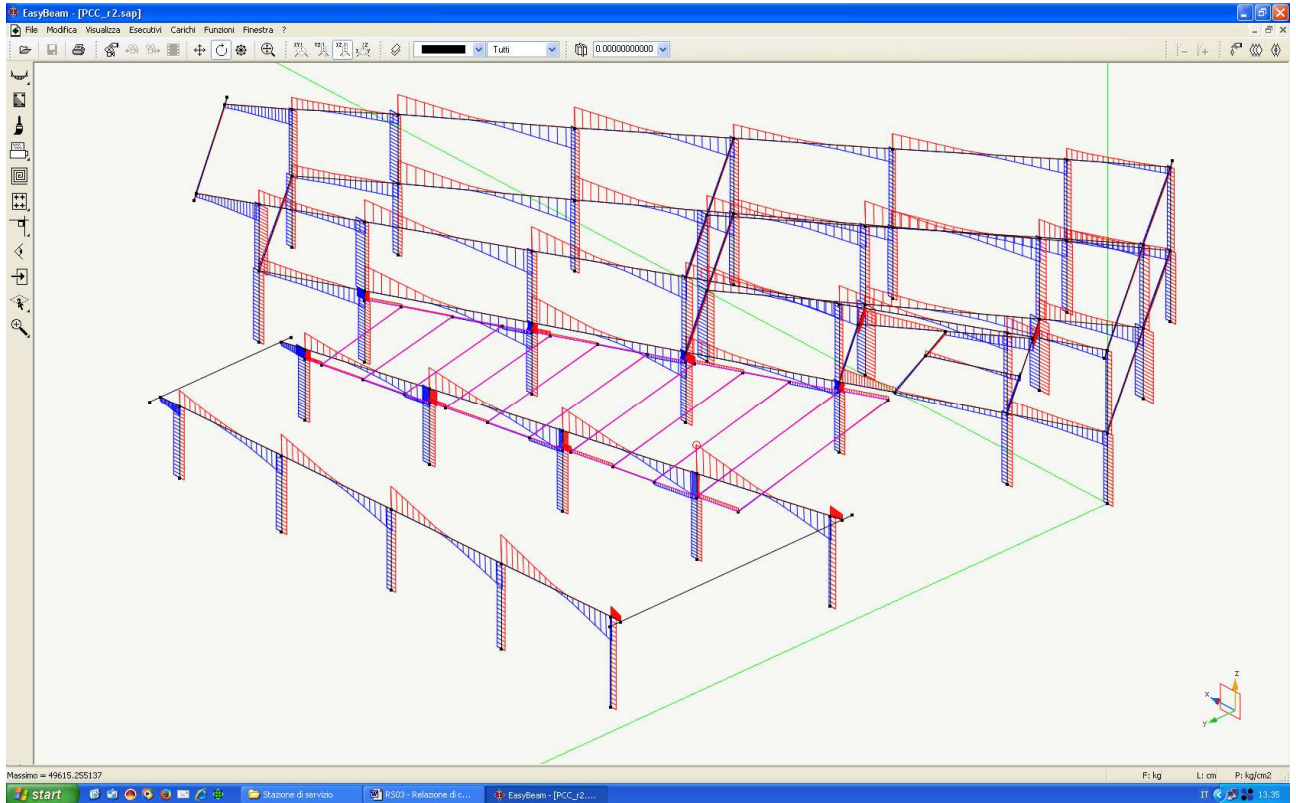 EasyBeam - [PCC_r2.sap]
File Modifica Visualizza Esecutivi Carichi Funzioni Finestra ?
Tutti 0.00000000000
z
x
y
Massimo = 49615.255137 F: kg L: cm P: kg/cm2
start Stazione di servizio RS03 - Relazione di c... EasyBeam - [PCC_r2.... IT 13.35